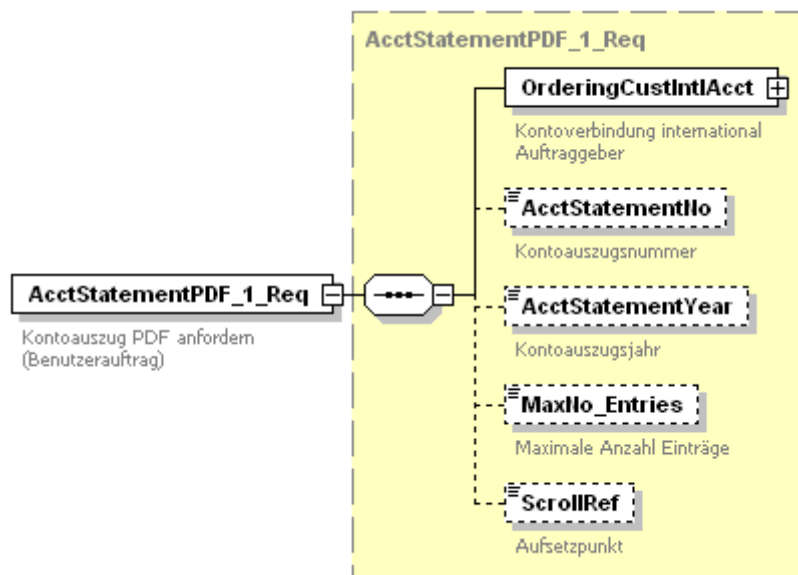 AcctStatementPDF_1_Req
OrderingCustIntlAcct
Kontoverbindung international
Auftraggeber
AcctStatementNo
Kontoauszugsnummer
AcctStatementPDF_1_Req
Kontoauszug PDF anfordern
(Benutzerauftrag)
AcctStatementYear
Kontoauszugsjahr
MaxNo_Entries
Maximale Anzahl Einträge
ScrollRef
Aufsetzpunkt